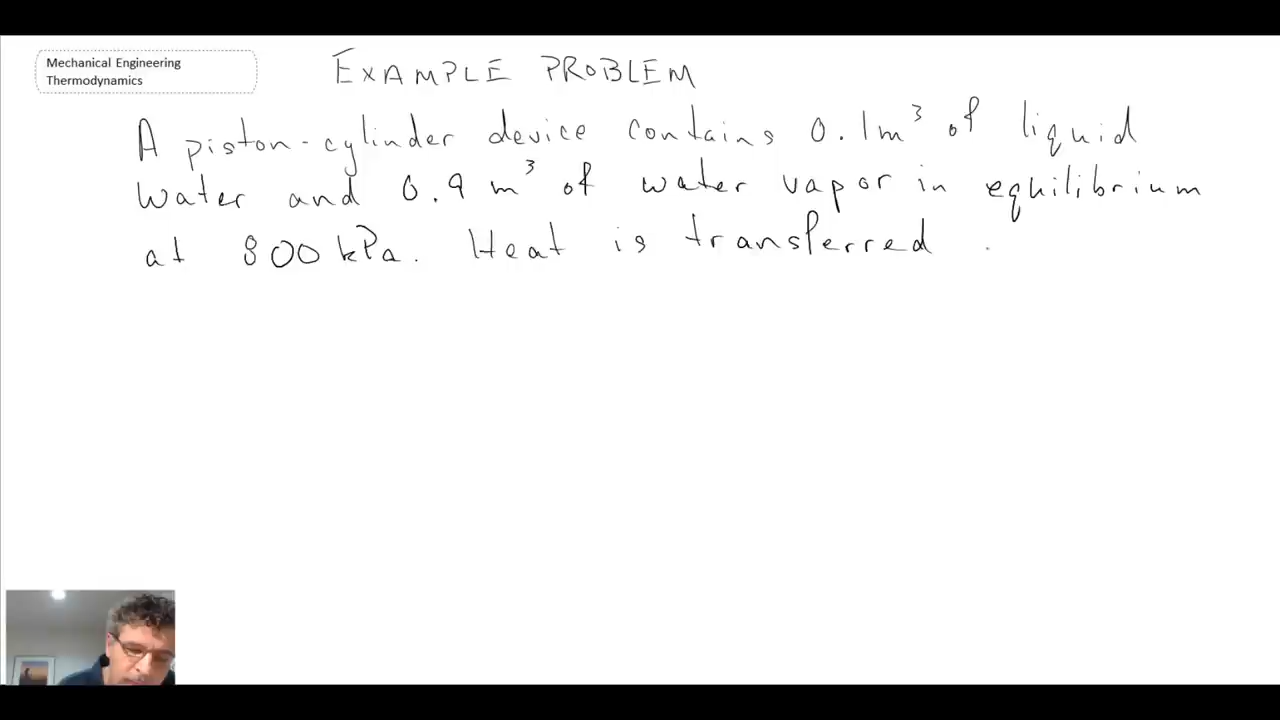 Mechanical Engineering
Thermodynamics
EXAMPLE PROBLEM
A piston-cylinder device contains 0.1m³ of liquid
water and 0.9 m³ of water vapor in equilibrium
at 800 kPa. Heat is transferred